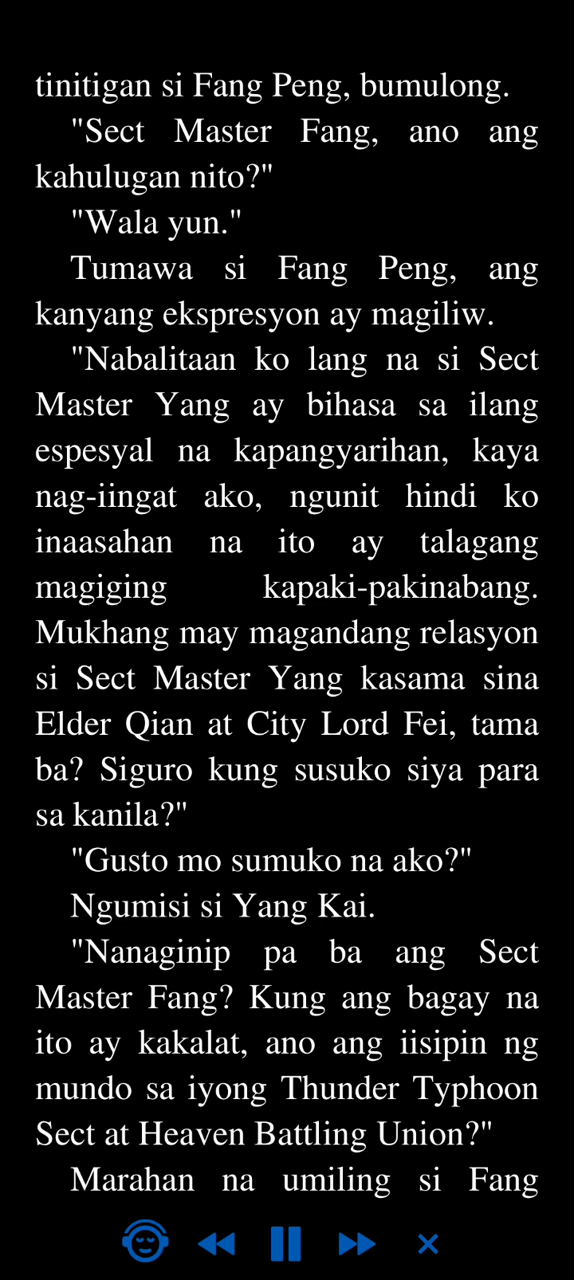 tinitigan si Fang Peng, bumulong.
"Sect Master Fang, ano ang
kahulugan nito?"
"Wala yun."
Tumawa si Fang Peng, ang
kanyang ekspresyon ay magiliw.
"Nabalitaan ko lang na si Sect
Master Yang ay bihasa sa ilang
espesyal na kapangyarihan, kaya
nag-iingat ako, ngunit hindi ko
inaasahan na ito ay talagang
magiging kapaki-pakinabang.
Mukhang may magandang relasyon
si Sect Master Yang kasama sina
Elder Qian at City Lord Fei, tama
ba? Siguro kung susuko siya para
sa kanila?"
"Gusto mo sumuko na ako?"
Ngumisi si Yang Kai.
"Nanaginip pa ba ang Sect
Master Fang? Kung ang bagay na
ito ay kakalat, ano ang iisipin ng
mundo sa iyong Thunder Typhoon
Sect at Heaven Battling Union?"
Marahan na umiling si Fang